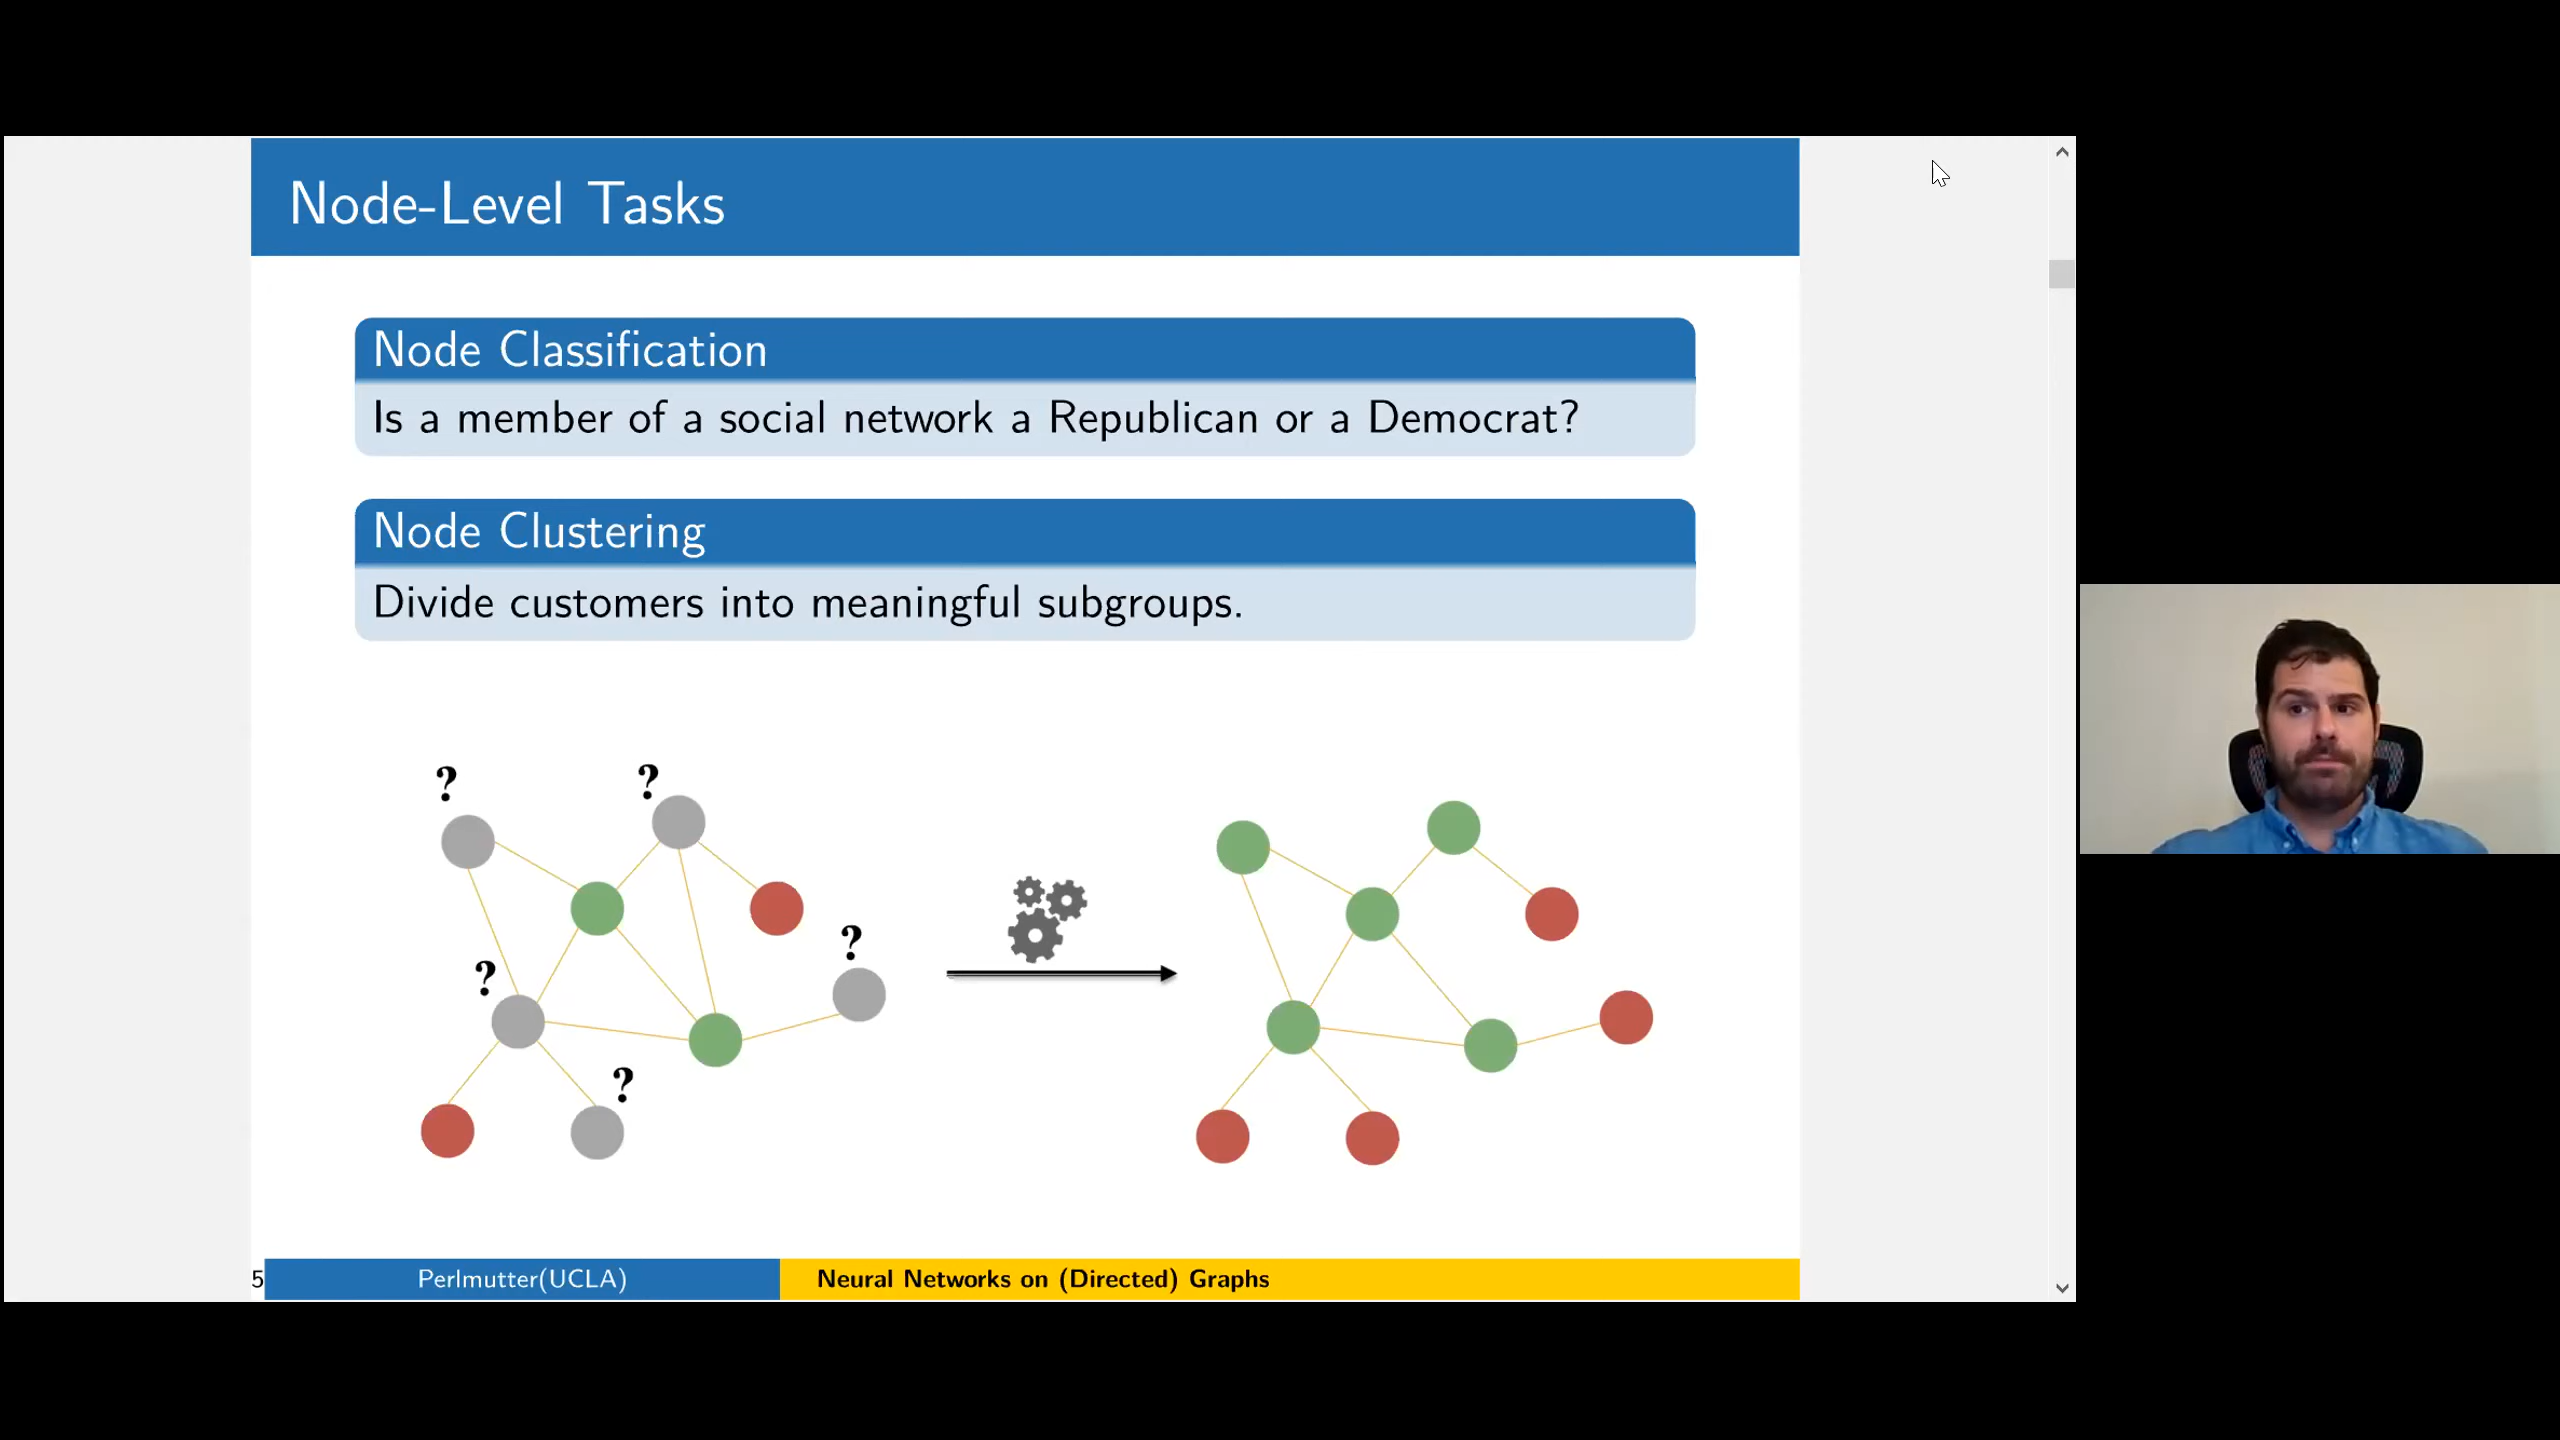 Node-Level Tasks
Node Classification
Is a member of a social network a Republican or a Democrat?
Node Clustering
Divide customers into meaningful subgroups.
? ?
?
?
?
5 Perlmutter(UCLA) Neural Networks on (Directed) Graphs